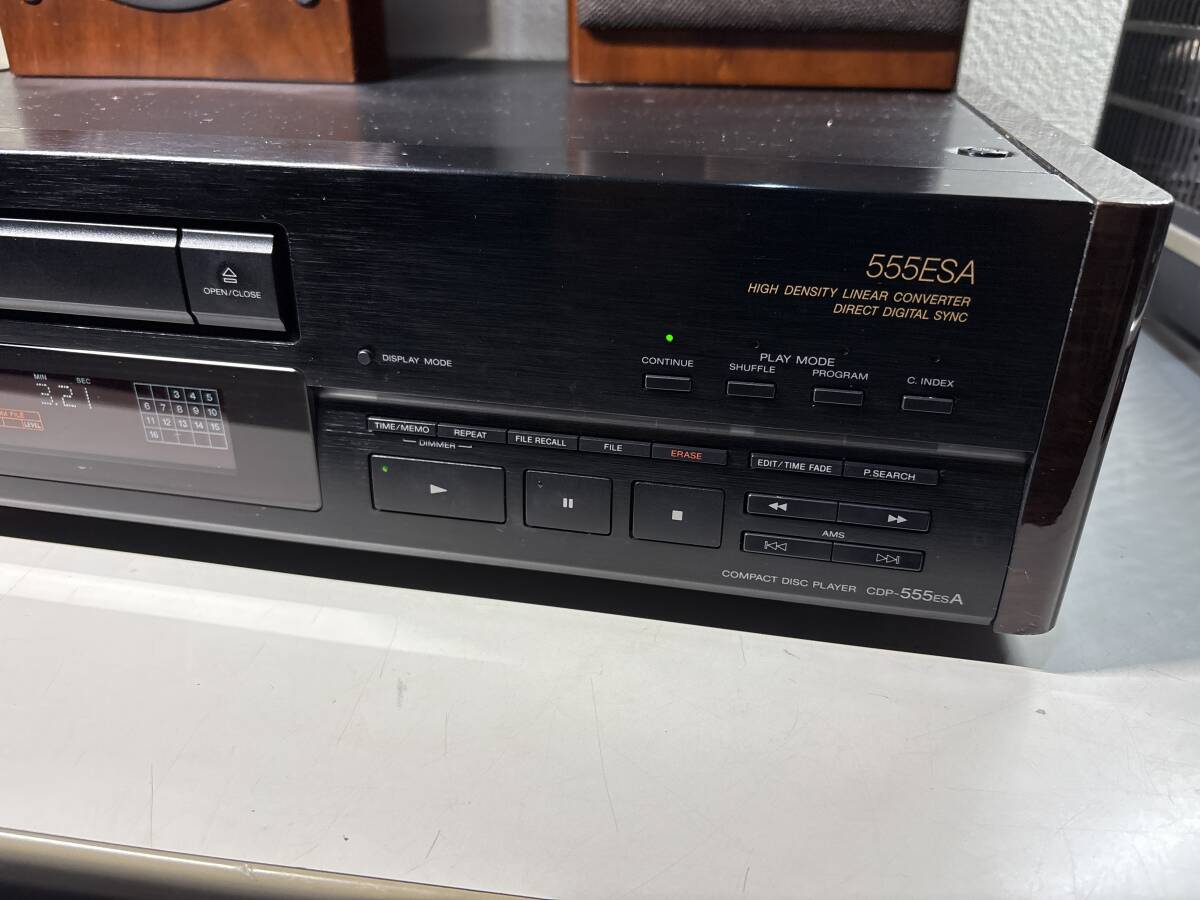 555ESA
HIGH DENSITY LINEAR CONVERTER
DIRECT DIGITAL SYNC
OPEN/CLOSE
DISPLAY MODE
PLAY MODE
CONTINUE SHUFFLE PROGRAM C. INDEX
MIN SEC
3.21
3 4 5
6 7 8 9 10
11 12 13 14 15
16
FILE
LEVEL
TIME/MEMO REPEAT FILE RECALL FILE ERASE EDIT/TIME FADE P.SEARCH
DIMMER
AMS
COMPACT DISC PLAYER CDP-555ESA